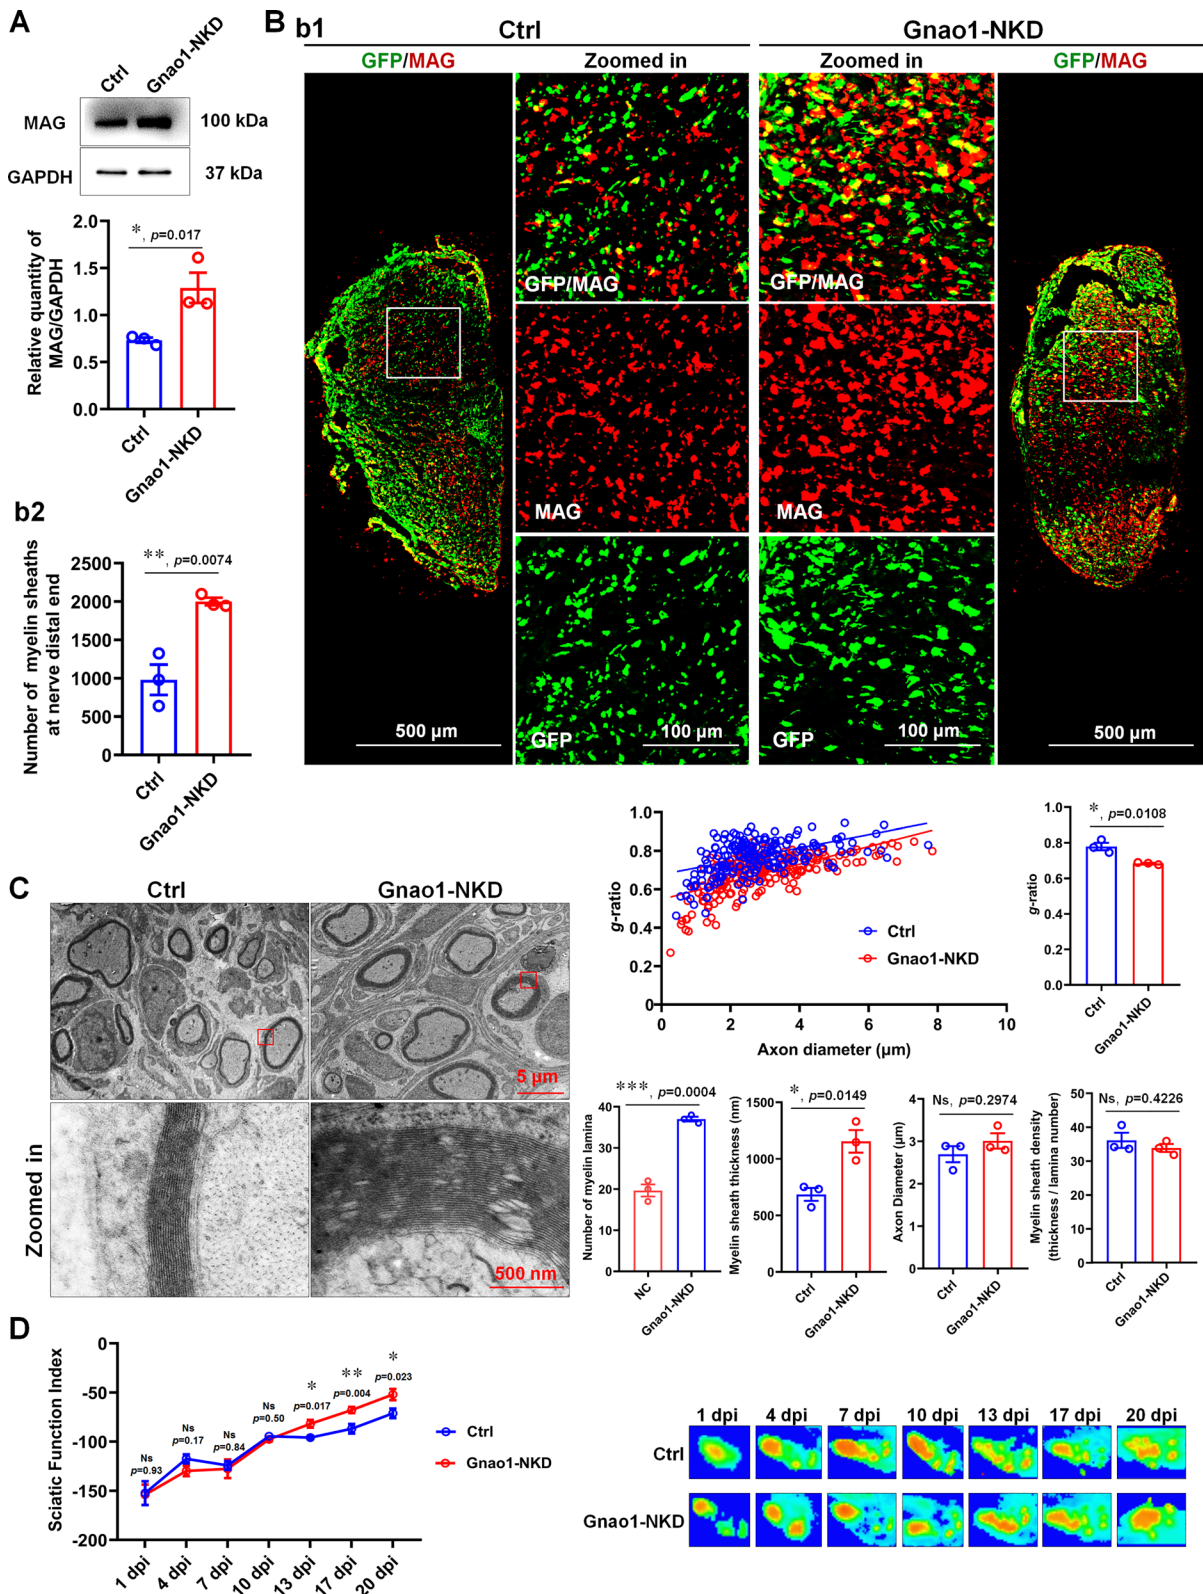 A
Ctrl
Gnao1-NKD
MAG
100 kDa
GAPDH
37 kDa
Relative quantity of
MAG/GAPDH
2.0
1.5
1.0
0.5
0.0
*, p=0.017
Ctrl
Gnao1-NKD
b2
Number of myelin sheaths
at nerve distal end
2500
2000
1500
1000
500
0
**, p=0.0074
Ctrl
Gnao1-NKD
B
b1
Ctrl
Gnao1-NKD
GFP/MAG
Zoomed in
Zoomed in
GFP/MAG
GFP/MAG
GFP/MAG
MAG
MAG
GFP
GFP
500 µm
100 µm
100 µm
500 µm
C
Ctrl
Gnao1-NKD
5 µm
Zoomed in
500 nm
g-ratio
1.0
0.8
0.6
0.4
0.2
0
0
2
4
6
8
10
Axon diameter (µm)
Ctrl
Gnao1-NKD
g-ratio
1.0
0.8
0.6
0.4
0.2
0.0
*, p=0.0108
Ctrl
Gnao1-NKD
Number of myelin lamina
40
30
20
10
0
***, p=0.0004
NC
Gnao1-NKD
Myelin sheath thickness (nm)
1500
1000
500
0
*, p=0.0149
Ctrl
Gnao1-NKD
Axon Diameter (µm)
4
3
2
1
0
Ns, p=0.2974
Ctrl
Gnao1-NKD
Myelin sheath density
(thickness / lamina number)
50
40
30
20
10
0
Ns, p=0.4226
Ctrl
Gnao1-NKD
D
Sciatic Function Index
0
-50
-100
-150
-200
Ns
p=0.93
Ns
p=0.17
Ns
p=0.84
Ns
p=0.50
*
p=0.017
**
p=0.004
*
p=0.023
1 dpi
4 dpi
7 dpi
10 dpi
13 dpi
17 dpi
20 dpi
Ctrl
Gnao1-NKD
1 dpi
4 dpi
7 dpi
10 dpi
13 dpi
17 dpi
20 dpi
Ctrl
Gnao1-NKD